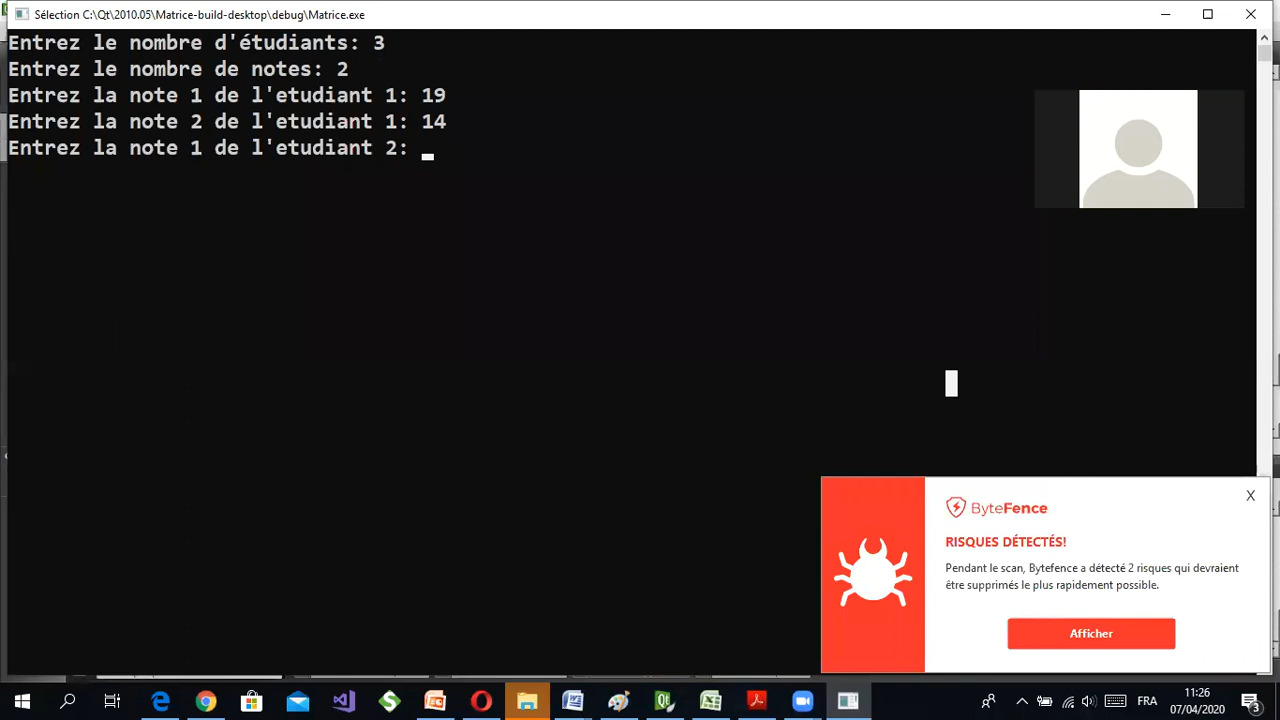 Sélection C:\Qt\2010.05\Matrice-build-desktop\debug\Matrice.exe
Entrez le nombre d'étudiants: 3
Entrez le nombre de notes: 2
Entrez la note 1 de l'etudiant 1: 19
Entrez la note 2 de l'etudiant 1: 14
Entrez la note 1 de l'etudiant 2:
X
ByteFence
RISQUES DÉTECTÉS!
Pendant le scan, Bytefence a détecté 2 risques qui devraient
être supprimés le plus rapidement possible.
Afficher
FRA
11:26
07/04/2020
3